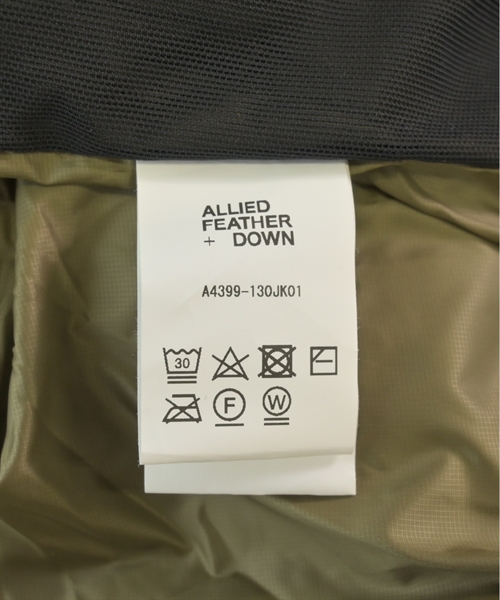 ALLIED
FEATHER
+ DOWN
A4399-130JK01
30
F W